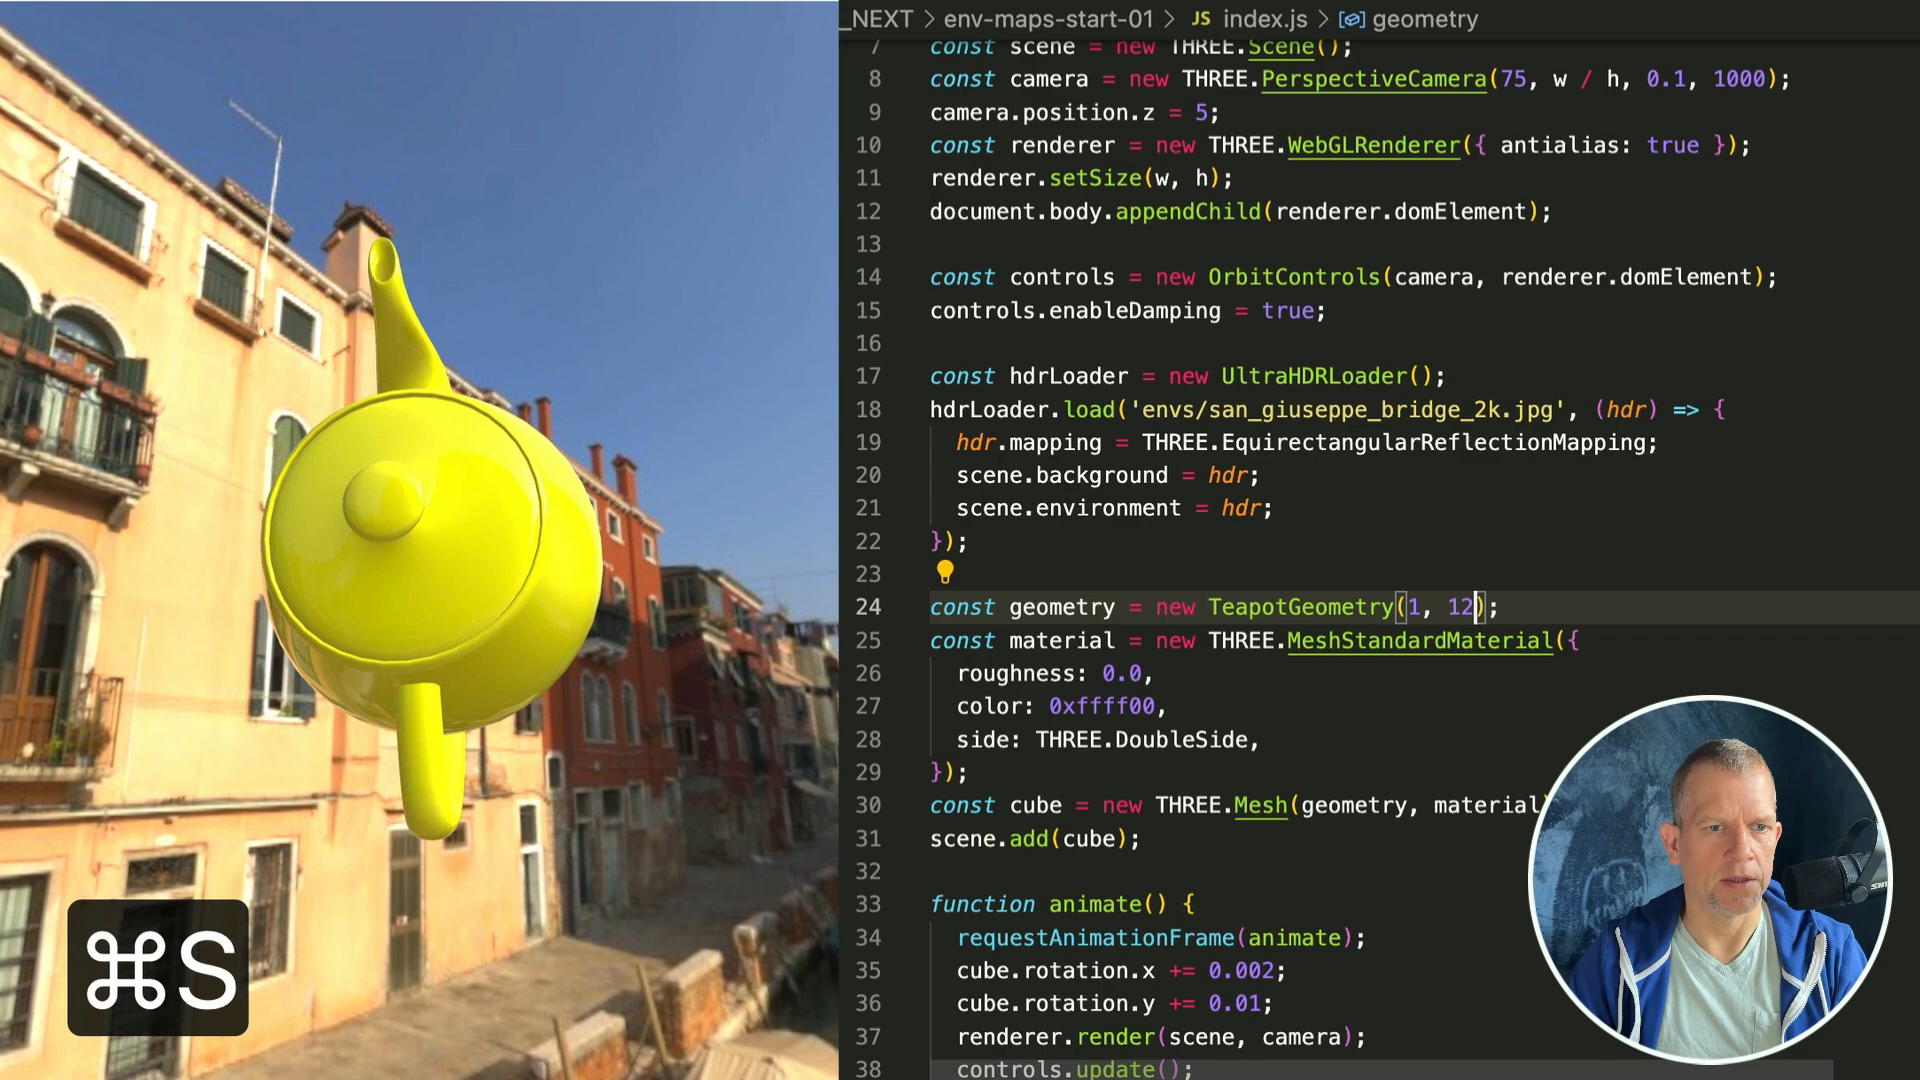 _NEXT > env-maps-start-01 > JS index.js > geometry
7 const scene = new THREE.Scene();
8 const camera = new THREE.PerspectiveCamera(75, w / h, 0.1, 1000);
9 camera.position.z = 5;
10 const renderer = new THREE.WebGLRenderer({ antialias: true });
11 renderer.setSize(w, h);
12 document.body.appendChild(renderer.domElement);
13
14 const controls = new OrbitControls(camera, renderer.domElement);
15 controls.enableDamping = true;
16
17 const hdrLoader = new UltraHDRLoader();
18 hdrLoader.load('envs/san_giuseppe_bridge_2k.jpg', (hdr) => {
19 hdr.mapping = THREE.EquirectangularReflectionMapping;
20 scene.background = hdr;
21 scene.environment = hdr;
22 });
23
24 const geometry = new TeapotGeometry(1, 12);
25 const material = new THREE.MeshStandardMaterial({
26 roughness: 0.0,
27 color: 0xffff00,
28 side: THREE.DoubleSide,
29 });
30 const cube = new THREE.Mesh(geometry, material)
31 scene.add(cube);
32
33 function animate() {
34 requestAnimationFrame(animate);
35 cube.rotation.x += 0.002;
36 cube.rotation.y += 0.01;
37 renderer.render(scene, camera);
38 controls.update();
⌘S